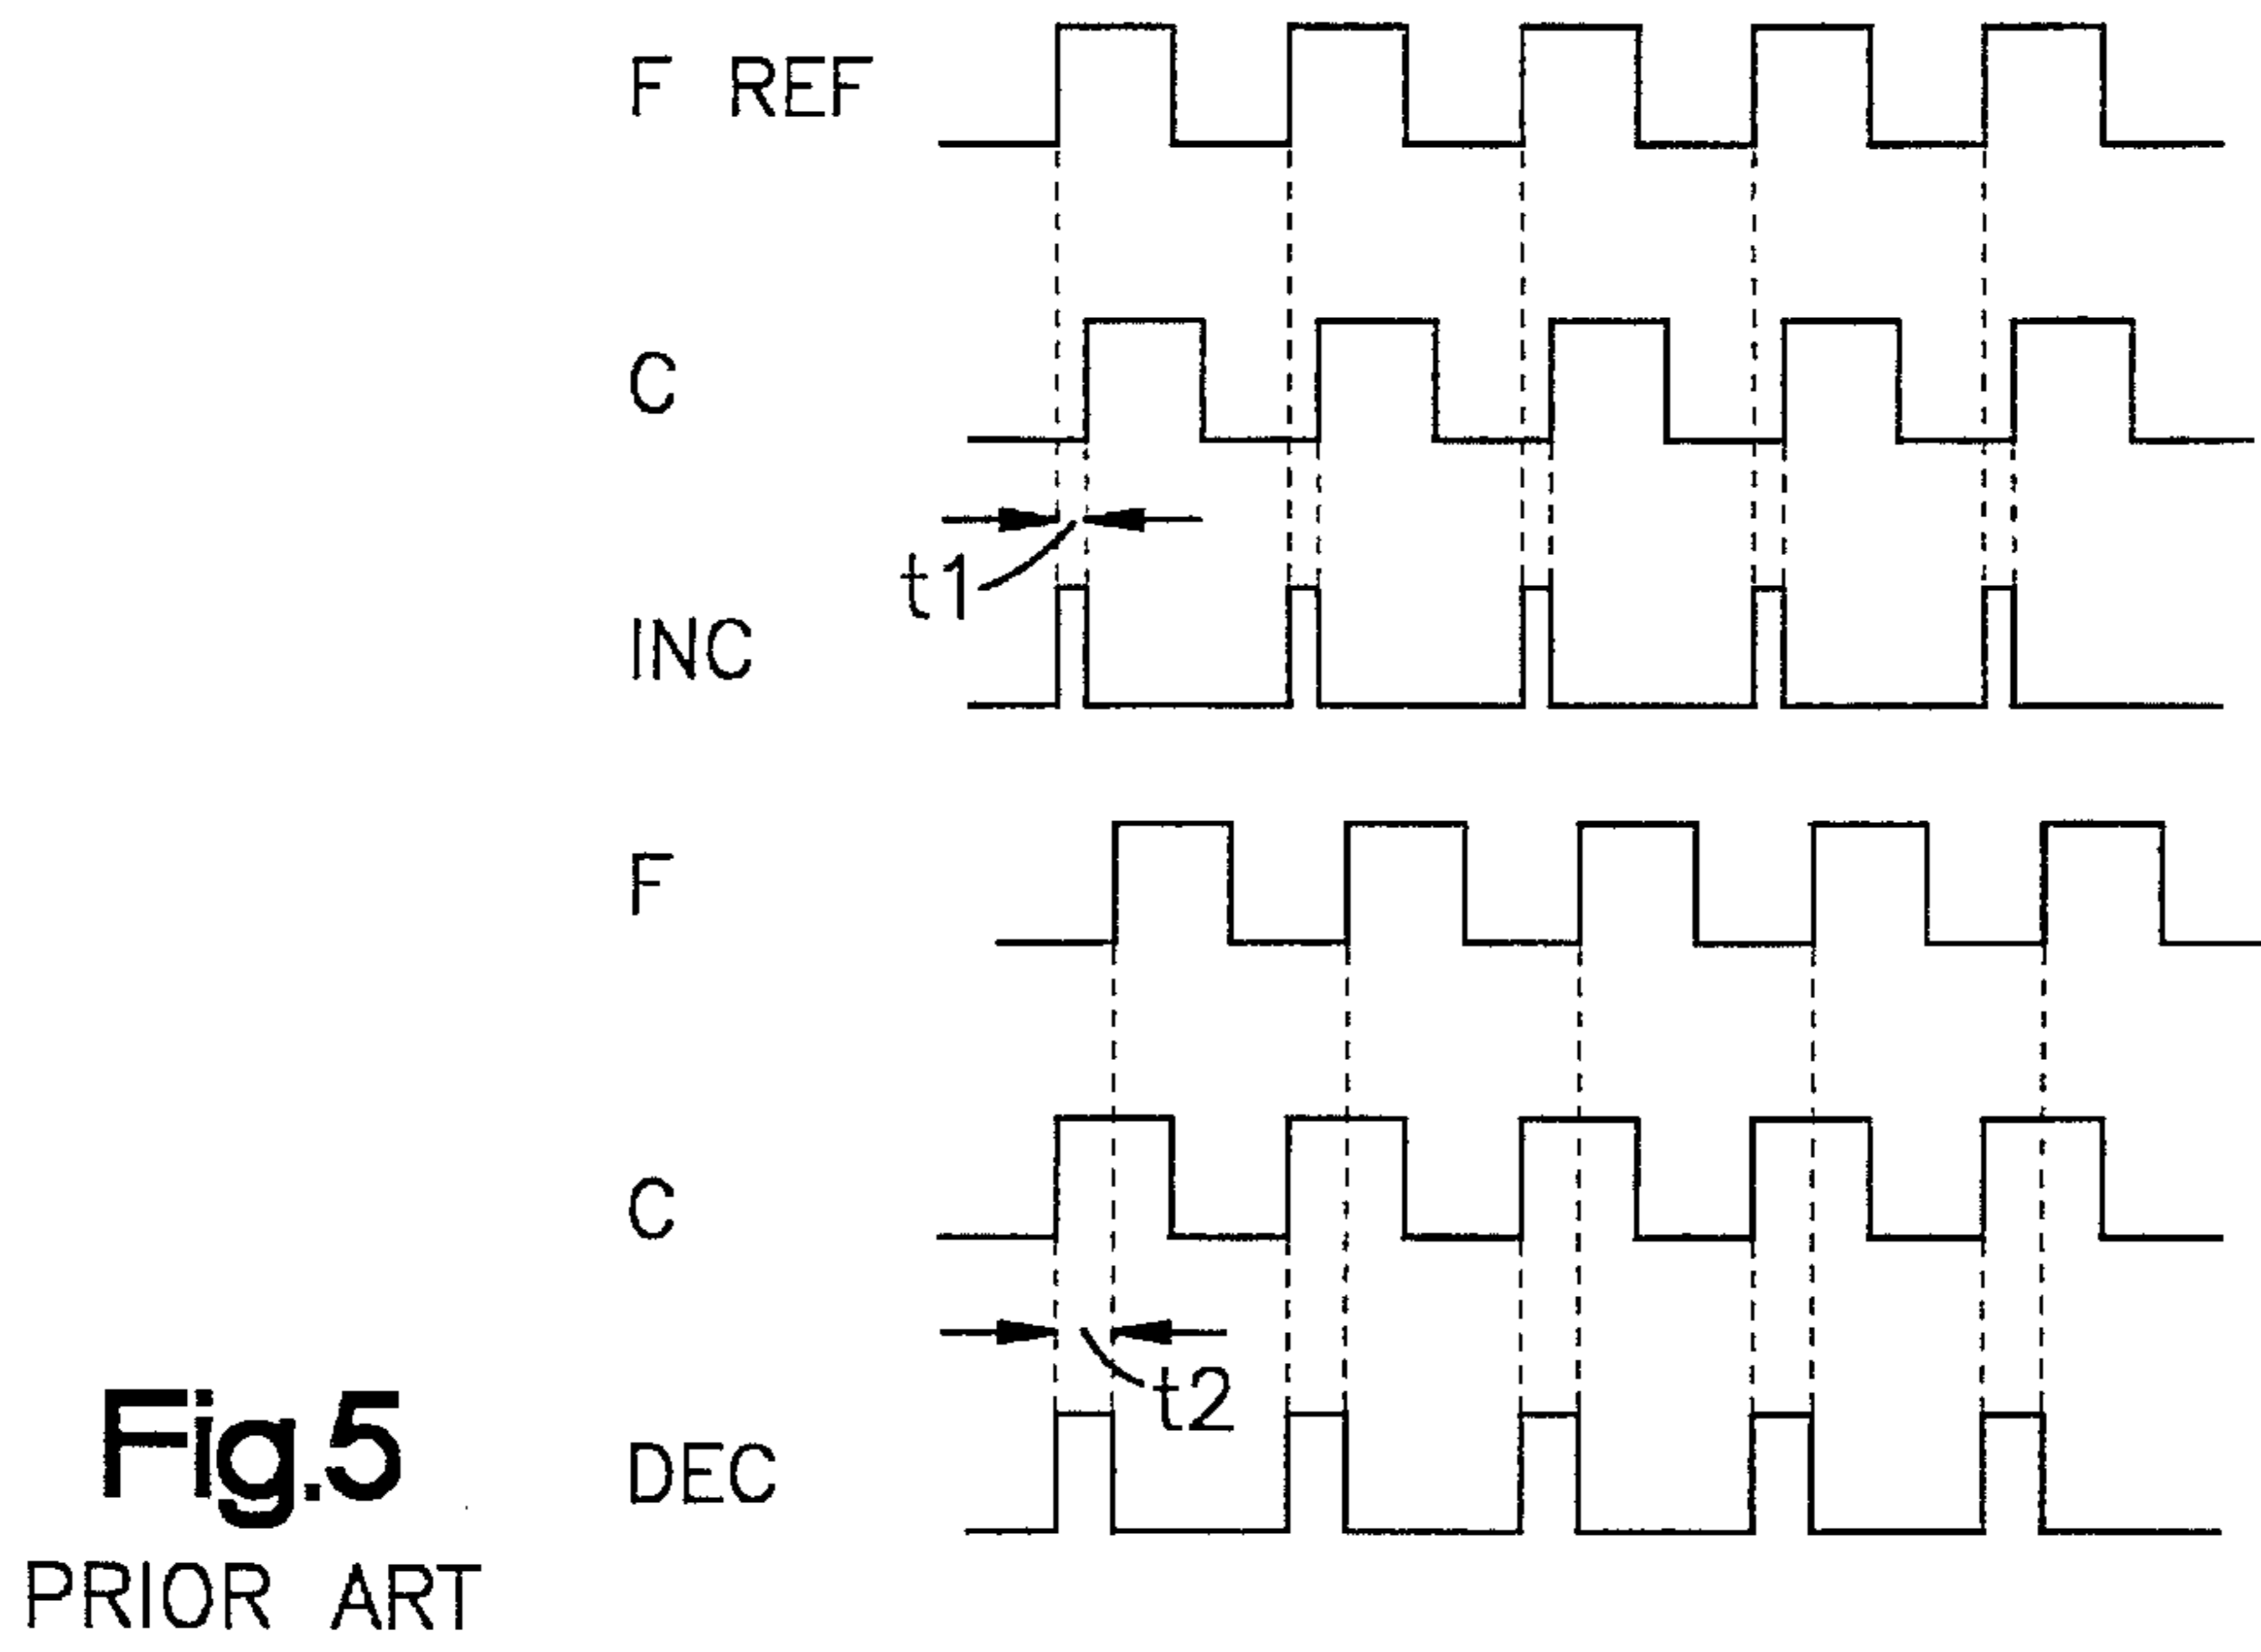 F REF
C
t1
INC
F
C
t2
DEC
Fig.5
PRIOR ART